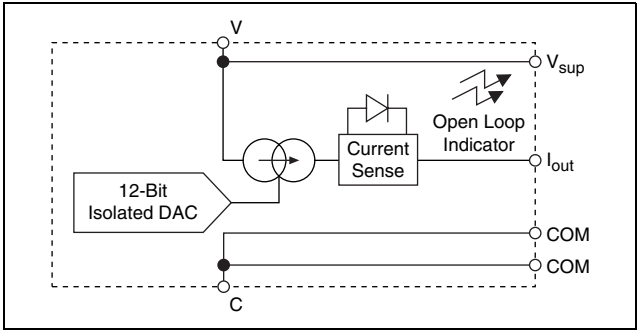 V
Vsup
Open Loop
Indicator
Current
Sense
Iout
12-Bit
Isolated DAC
COM
COM
C